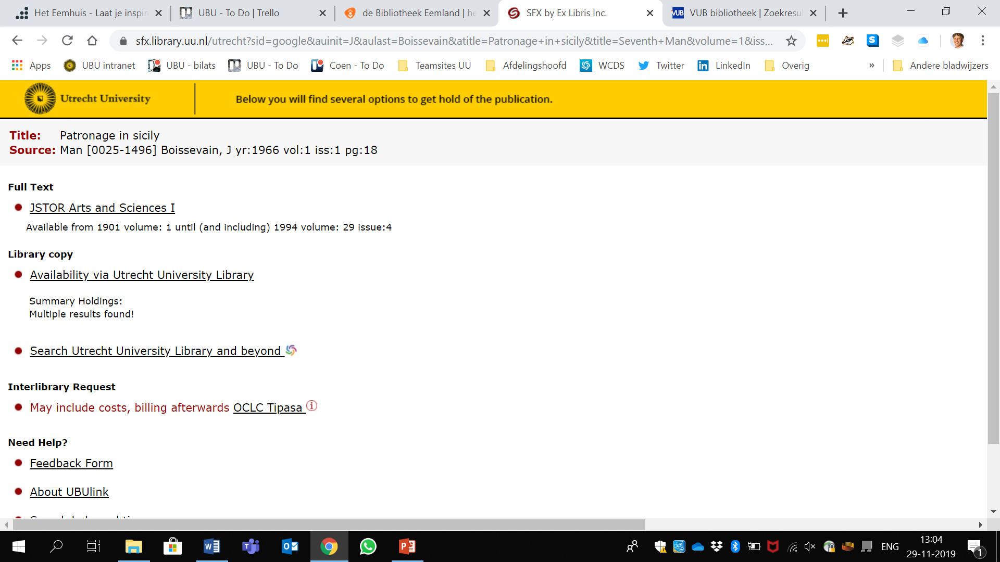 Het Eemhuis - Laat je inspir
UBU - To Do | Trello
de Bibliotheek Eemland | he
SFX by Ex Libris Inc.
VUB bibliotheek | Zoekresul
sfx.library.uu.nl/utrecht?sid=google&auinit=J&aulast=Boissevain&atitle=Patronage+in+sicily&title=Seventh+Man&volume=1&iss...
Apps
UBU intranet
UBU - bilats
UBU - To Do
Coen - To Do
Teamsites UU
Afdelingshoofd
WCDS
Twitter
LinkedIn
Overig
»
Andere bladwijzers
Utrecht University
Below you will find several options to get hold of the publication.
Title: Patronage in sicily
Source: Man [0025-1496] Boissevain, J yr:1966 vol:1 iss:1 pg:18
Full Text
JSTOR Arts and Sciences I
Available from 1901 volume: 1 until (and including) 1994 volume: 29 issue:4
Library copy
Availability via Utrecht University Library
Summary Holdings:
Multiple results found!
Search Utrecht University Library and beyond
Interlibrary Request
May include costs, billing afterwards OCLC Tipasa
Need Help?
Feedback Form
About UBUlink
ENG
13:04
29-11-2019
1